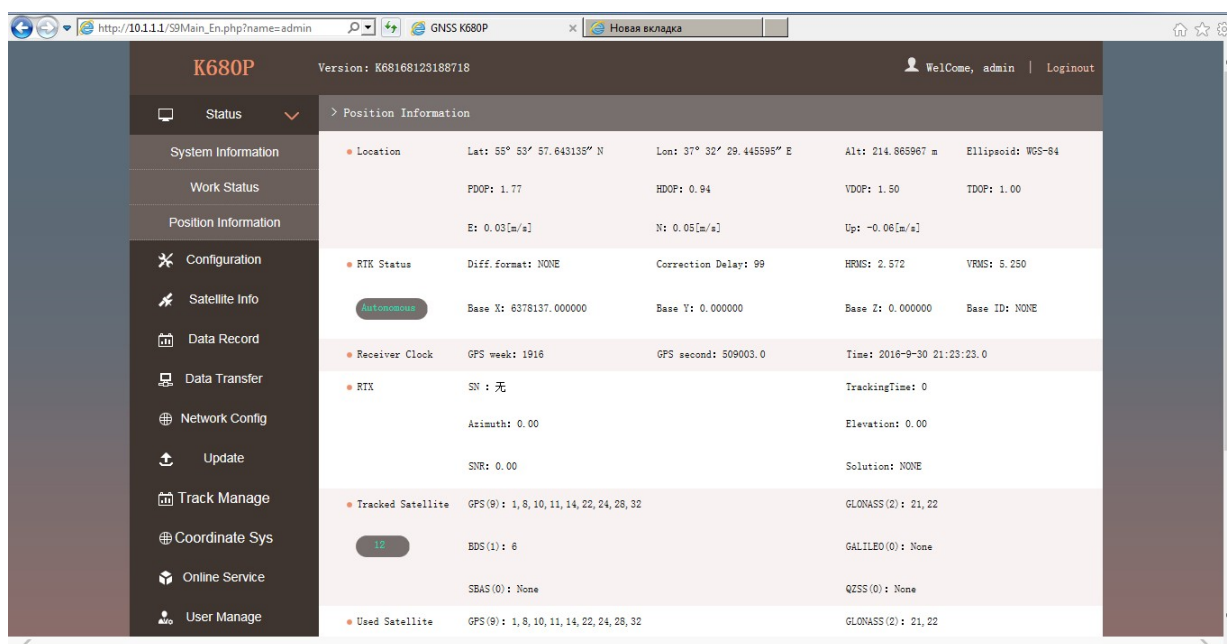 http://10.1.1.1/S9Main_En.php?name=admin GNSS K680P Новая вкладка
K680P Version: K68168123188718 WelCome, admin | Loginout
Status > Position Information
System Information
Work Status
Position Information
Configuration
Satellite Info
Data Record
Data Transfer
Network Config
Update
Track Manage
Coordinate Sys
Online Service
User Manage
Location Lat: 55° 53′ 57.643135″ N Lon: 37° 32′ 29.445595″ E Alt: 214.865967 m Ellipsoid: WGS-84
PDOP: 1.77 HDOP: 0.94 VDOP: 1.50 TDOP: 1.00
E: 0.03[m/s] N: 0.05[m/s] Up: -0.06[m/s]
RTK Status Diff.format: NONE Correction Delay: 99 HRMS: 2.572 VRMS: 5.250
Autonomous Base X: 6378137.000000 Base Y: 0.000000 Base Z: 0.000000 Base ID: NONE
Receiver Clock GPS week: 1916 GPS second: 509003.0 Time: 2016-9-30 21:23:23.0
RTX SN : 无 TrackingTime: 0
Azimuth: 0.00 Elevation: 0.00
SNR: 0.00 Solution: NONE
Tracked Satellite GPS(9): 1,8,10,11,14,22,24,28,32 GLONASS(2): 21,22
12 BDS(1): 6 GALILEO(0): None
SBAS(0): None QZSS(0): None
Used Satellite GPS(9): 1,8,10,11,14,22,24,28,32 GLONASS(2): 21,22